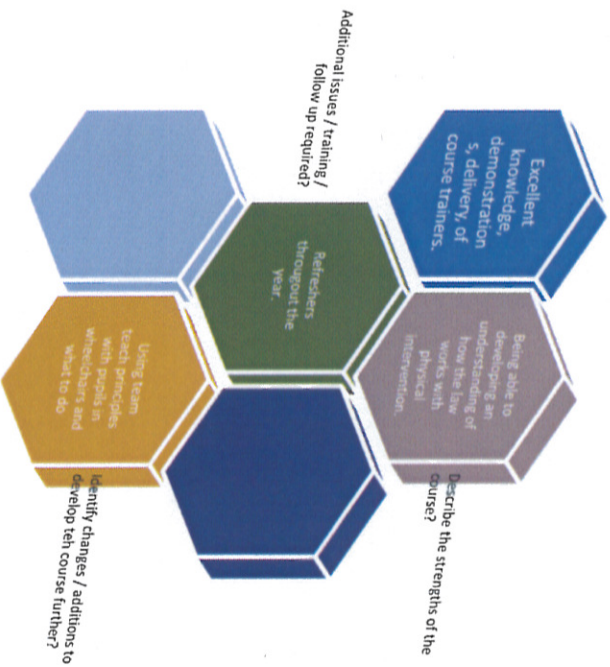 Excellent
knowledge,
demonstration
s, delivery, of
course trainers.
Being able to
developing an
understanding of
how the law
works with
physical
intervention.
Describe the strengths of the
course?
Additional issues / training /
follow up required?
Refreshers
througout the
year.
Using team
teach principles
with pupils in
wheelchairs and
what to do
Identify changes / additions to
develop teh course further?